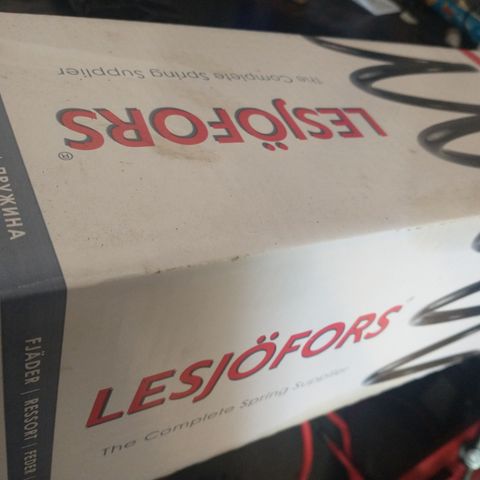 the Complete Spring Supplier
LESJÖFORS®
ПРУЖИНА
LESJÖFORS
The Complete Spring Supplier
FJÄDER | RESSORT | FEDER |